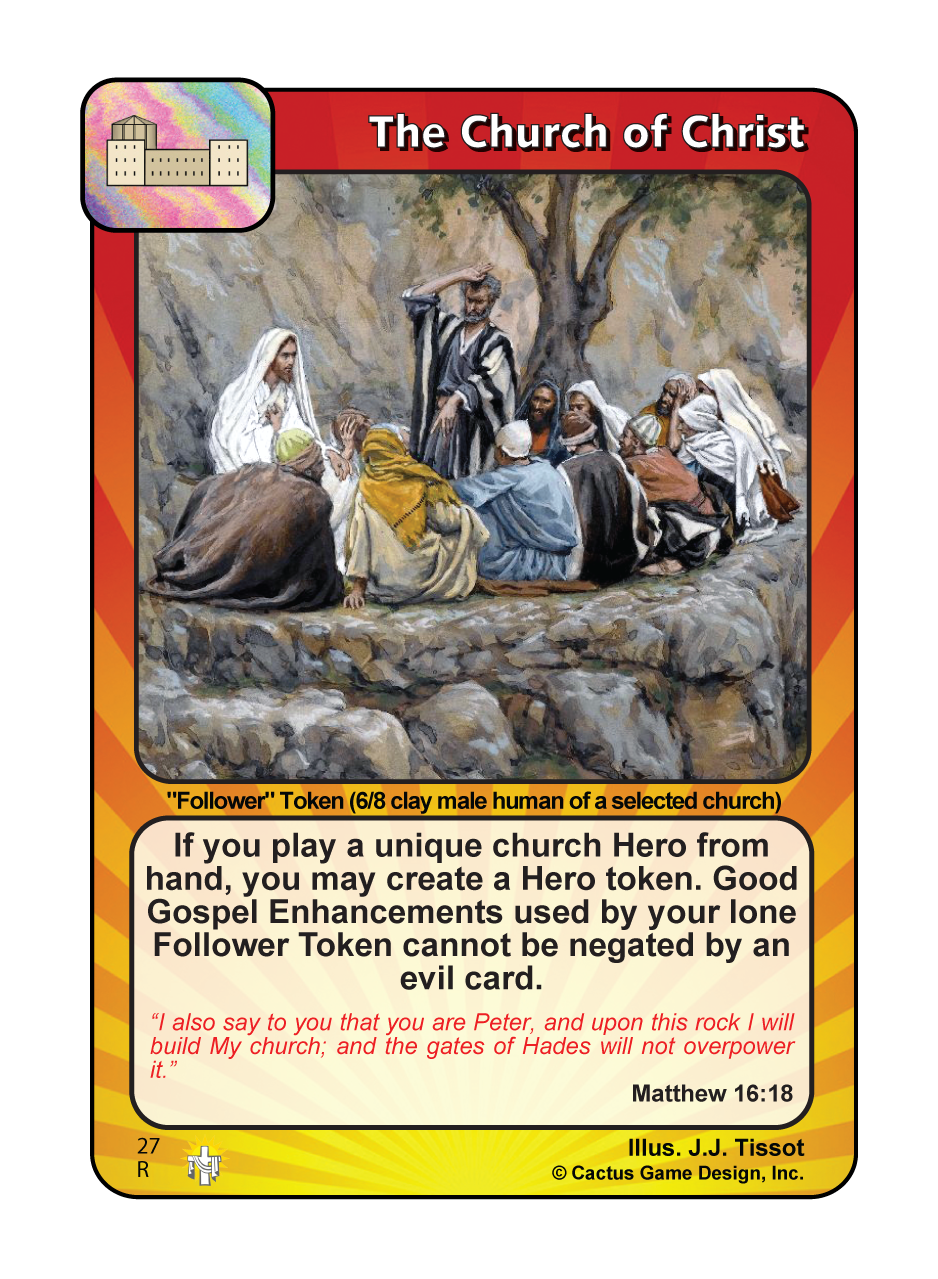 The Church of Christ
"Follower" Token (6/8 clay male human of a selected church)
If you play a unique church Hero from
hand, you may create a Hero token. Good
Gospel Enhancements used by your lone
Follower Token cannot be negated by an
evil card.
“I also say to you that you are Peter, and upon this rock I will
build My church; and the gates of Hades will not overpower
it.”
Matthew 16:18
27
R
Illus. J.J. Tissot
© Cactus Game Design, Inc.